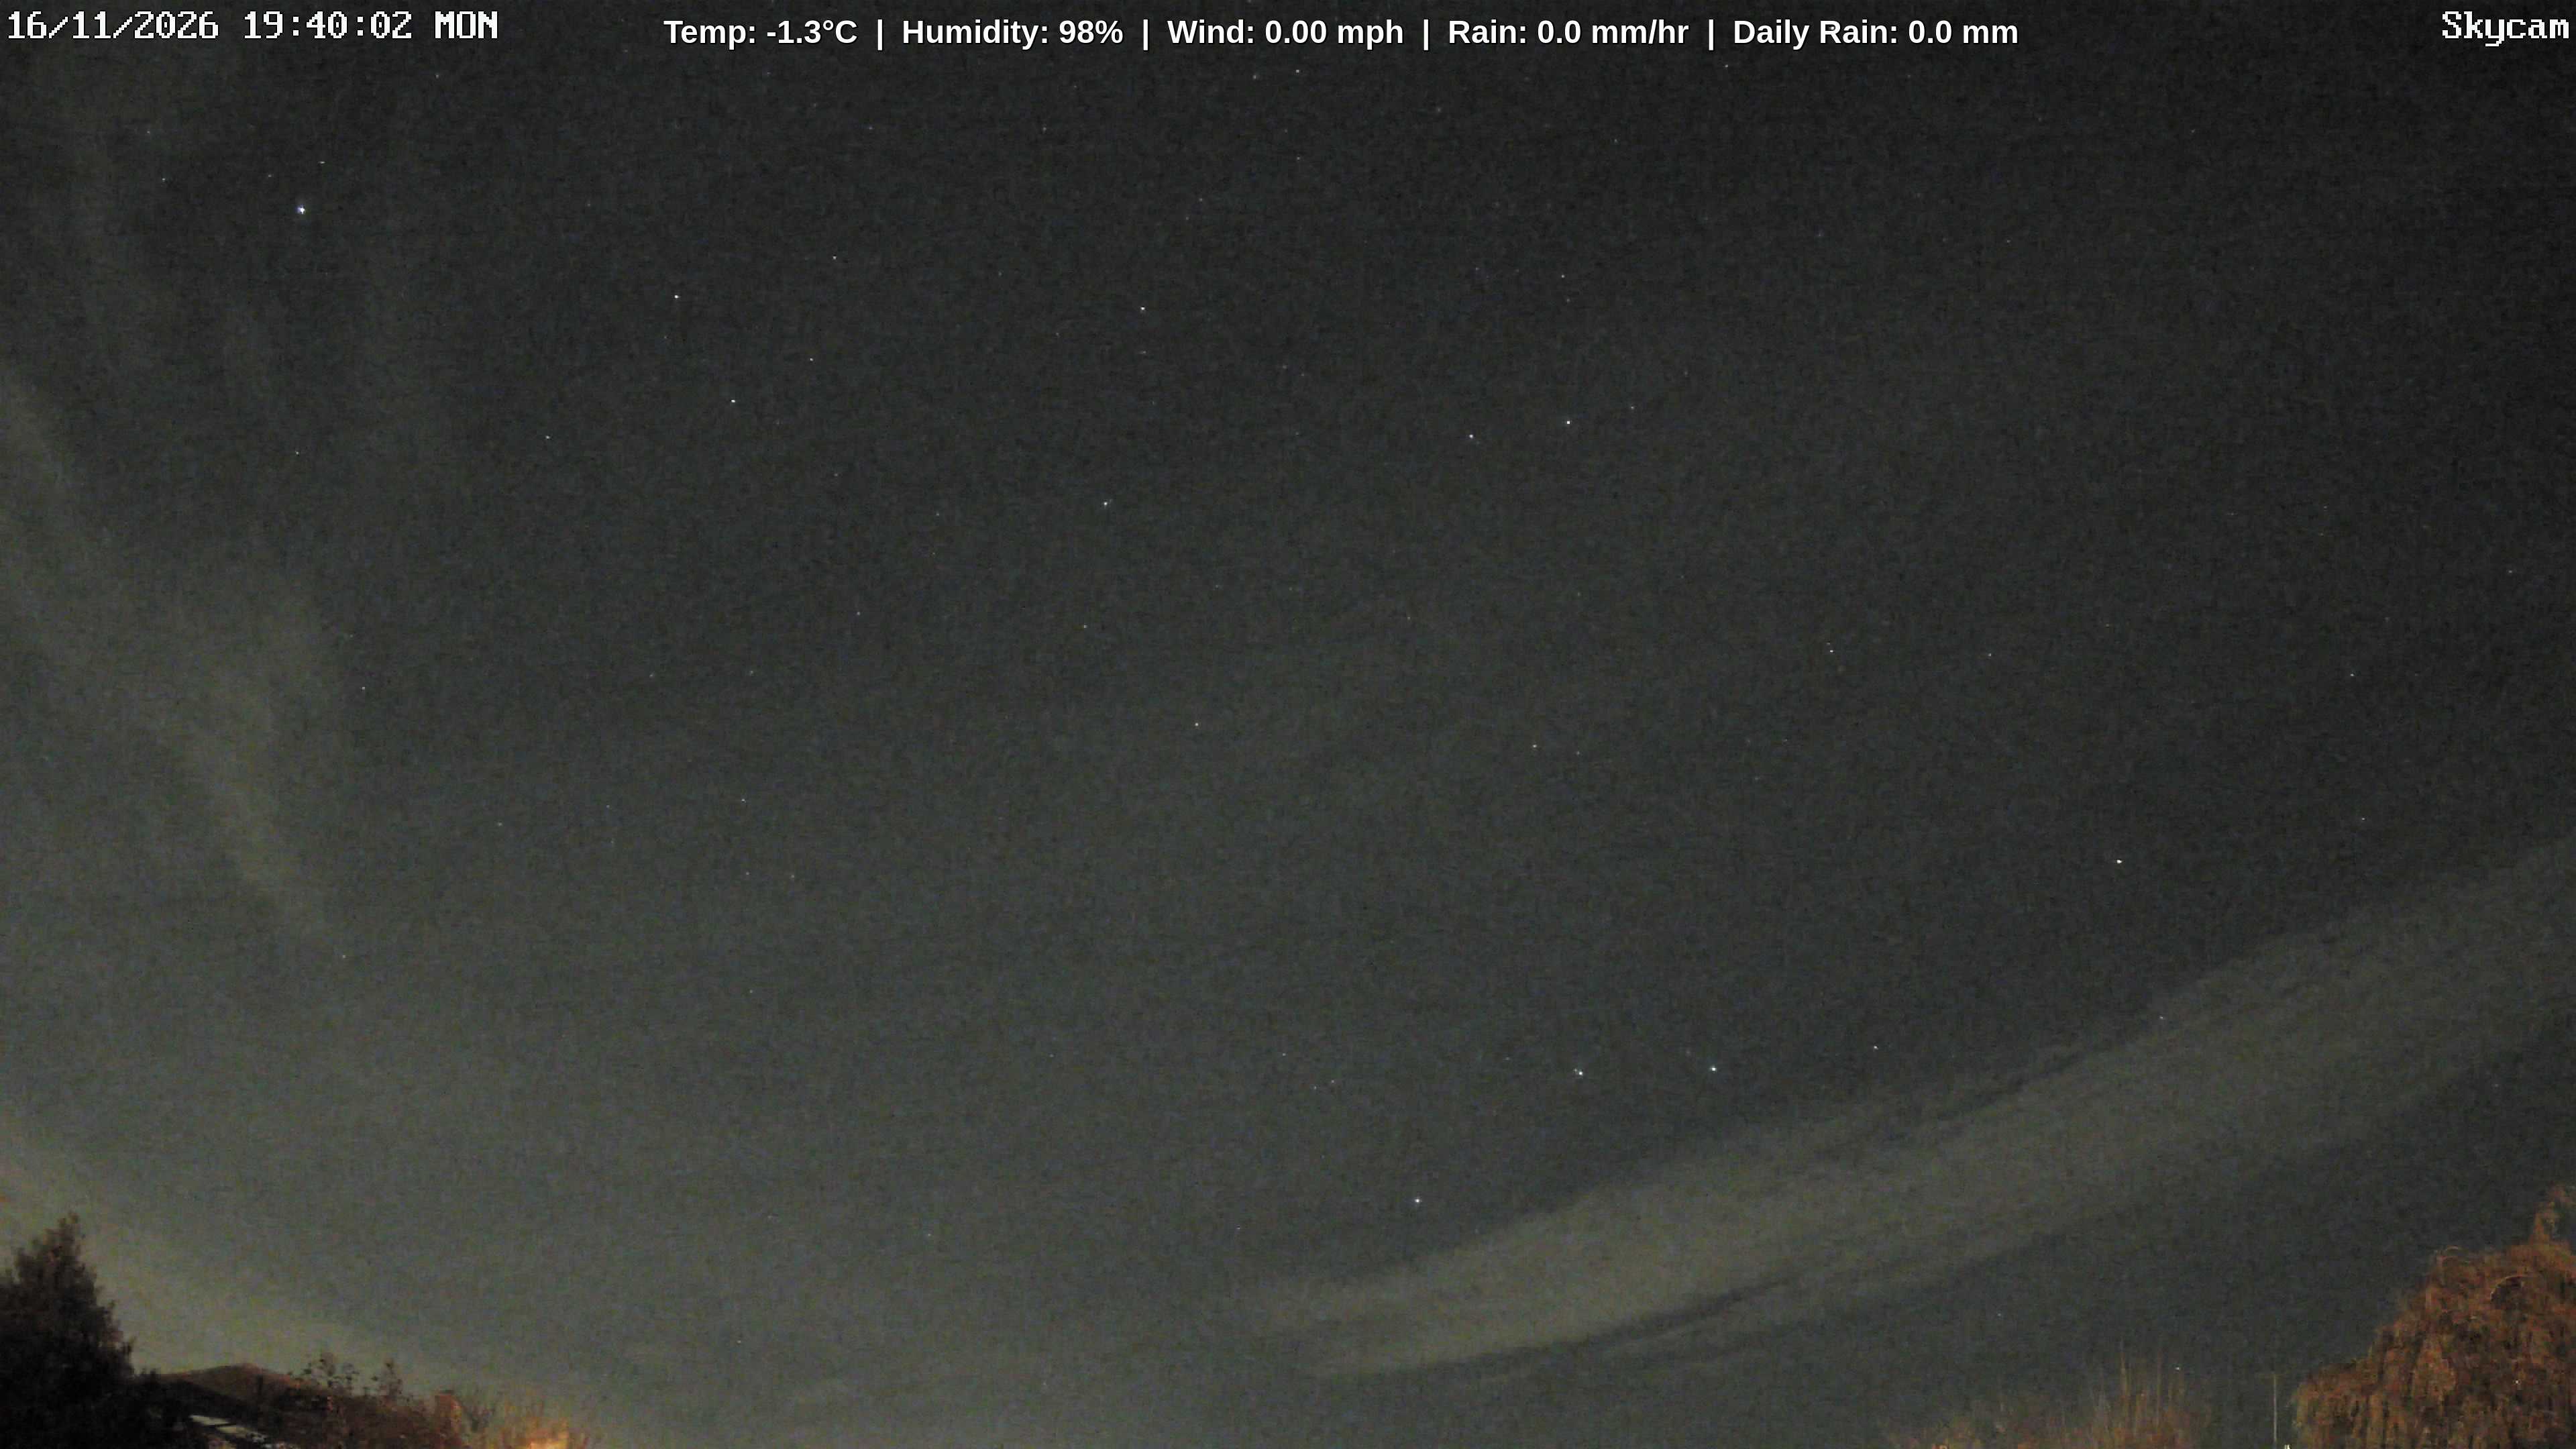 16/11/2026 19:40:02 MON
Temp: -1.3°C | Humidity: 98% | Wind: 0.00 mph | Rain: 0.0 mm/hr | Daily Rain: 0.0 mm
Skycam